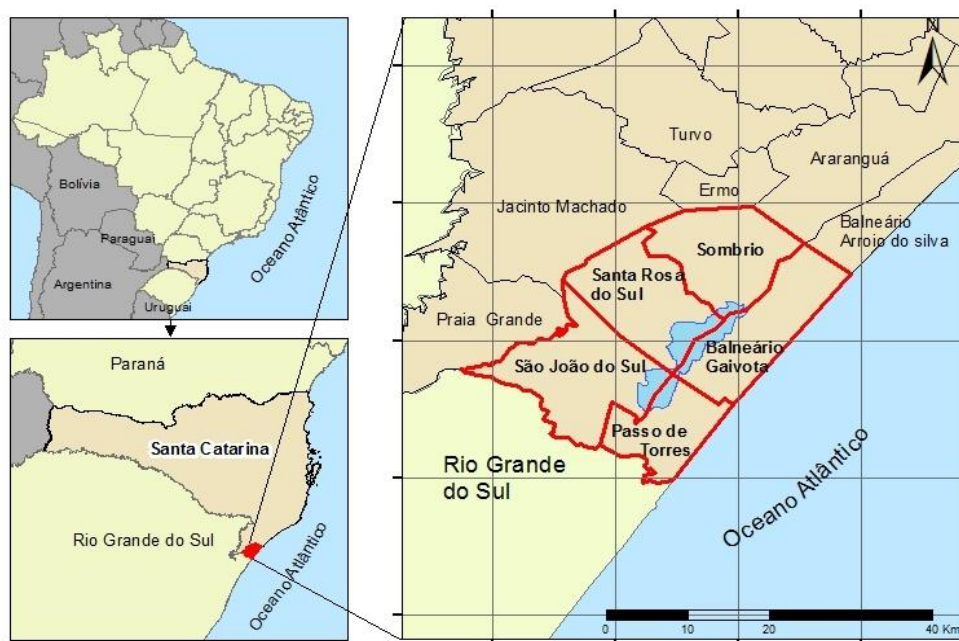 Bolívia
Paraguai
Argentina
Uruguai
Oceano Atlântico
Paraná
Santa Catarina
Rio Grande do Sul
Oceano Atlântico
N
Turvo
Araranguá
Ermo
Jacinto Machado
Balneário
Arroio do silva
Sombrio
Santa Rosa
do Sul
Praia Grande
São João do Sul
Balneário
Gaivota
Passo de
Torres
Rio Grande
do Sul
Oceano Atlântico
0 10 20 40 Km